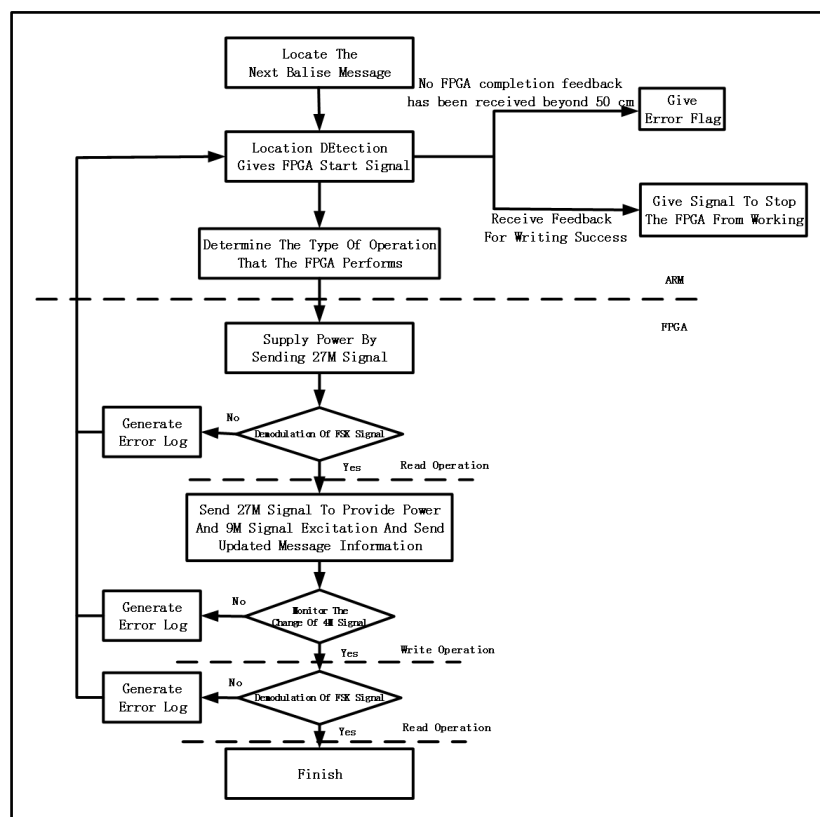 Locate The
Next Balise Message
No FPGA completion feedback
has been received beyond 50 cm
Give
Error Flag
Location DEtection
Gives FPGA Start Signal
Give Signal To Stop
The FPGA From Working
Receive Feedback
For Writing Success
Determine The Type Of Operation
That The FPGA Performs
ARM
FPGA
Supply Power By
Sending 27M Signal
Generate
Error Log
No
Demodulation Of FSK Signal
Yes
Read Operation
Send 27M Signal To Provide Power
And 9M Signal Excitation And Send
Updated Message Information
Generate
Error Log
No
Monitor The
Change Of 4M Signal
Yes
Write Operation
Generate
Error Log
No
Demodulation Of FSK Signal
Yes
Read Operation
Finish